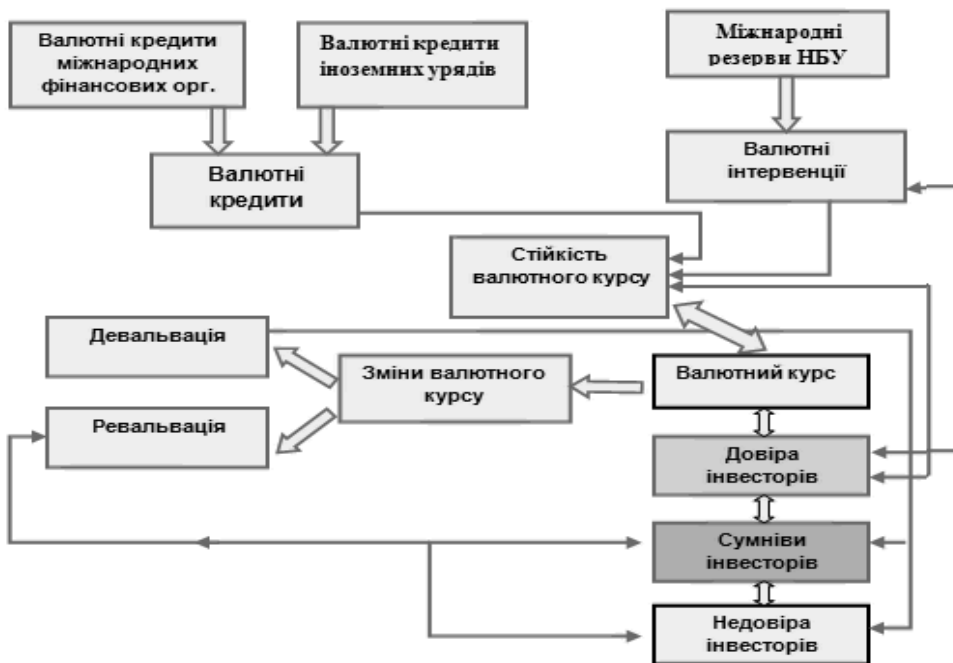 Валютні кредити
міжнародних
фінансових орг.
Валютні кредити
іноземних урядів
Міжнародні
резерви НБУ
Валютні
кредити
Валютні
інтервенції
Стійкість
валютного курсу
Девальвація
Зміни валютного
курсу
Валютний курс
Ревальвація
Довіра
інвесторів
Сумніви
інвесторів
Недовіра
інвесторів